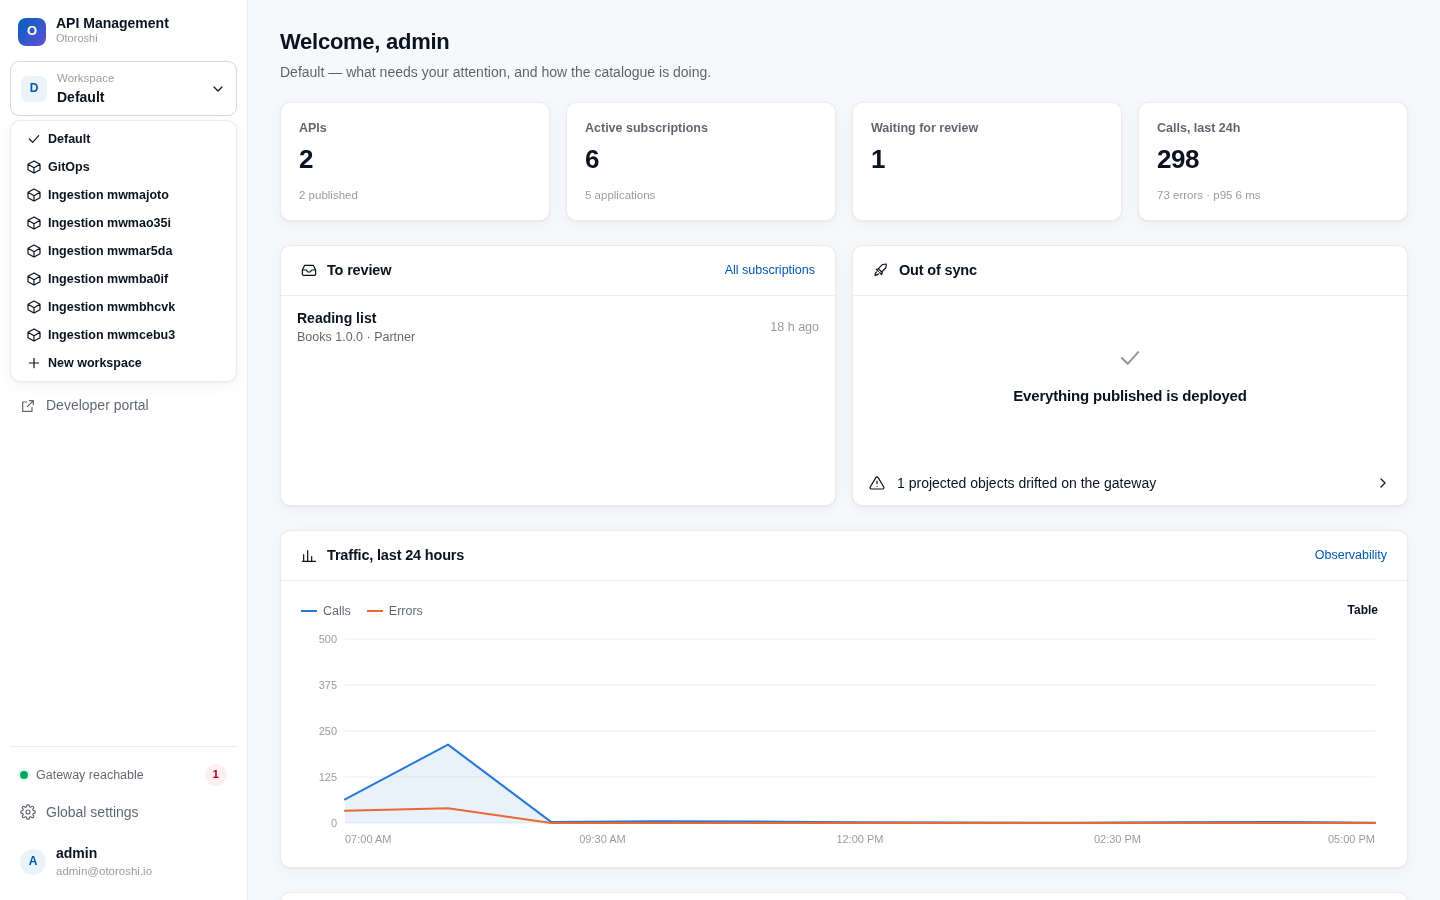 O
API Management
Otoroshi
D
Workspace
Default
Default
GitOps
Ingestion mwmajoto
Ingestion mwmao35i
Ingestion mwmar5da
Ingestion mwmba0if
Ingestion mwmbhcvk
Ingestion mwmcebu3
New workspace
Developer portal
Gateway reachable
1
Global settings
A
admin
admin@otoroshi.io
Welcome, admin
Default — what needs your attention, and how the catalogue is doing.
APIs
2
2 published
Active subscriptions
6
5 applications
Waiting for review
1
Calls, last 24h
298
73 errors · p95 6 ms
To review
All subscriptions
Reading list
Books 1.0.0 · Partner
18 h ago
Out of sync
Everything published is deployed
1 projected objects drifted on the gateway
Traffic, last 24 hours
Observability
Calls
Errors
Table
500
375
250
125
0
07:00 AM
09:30 AM
12:00 PM
02:30 PM
05:00 PM